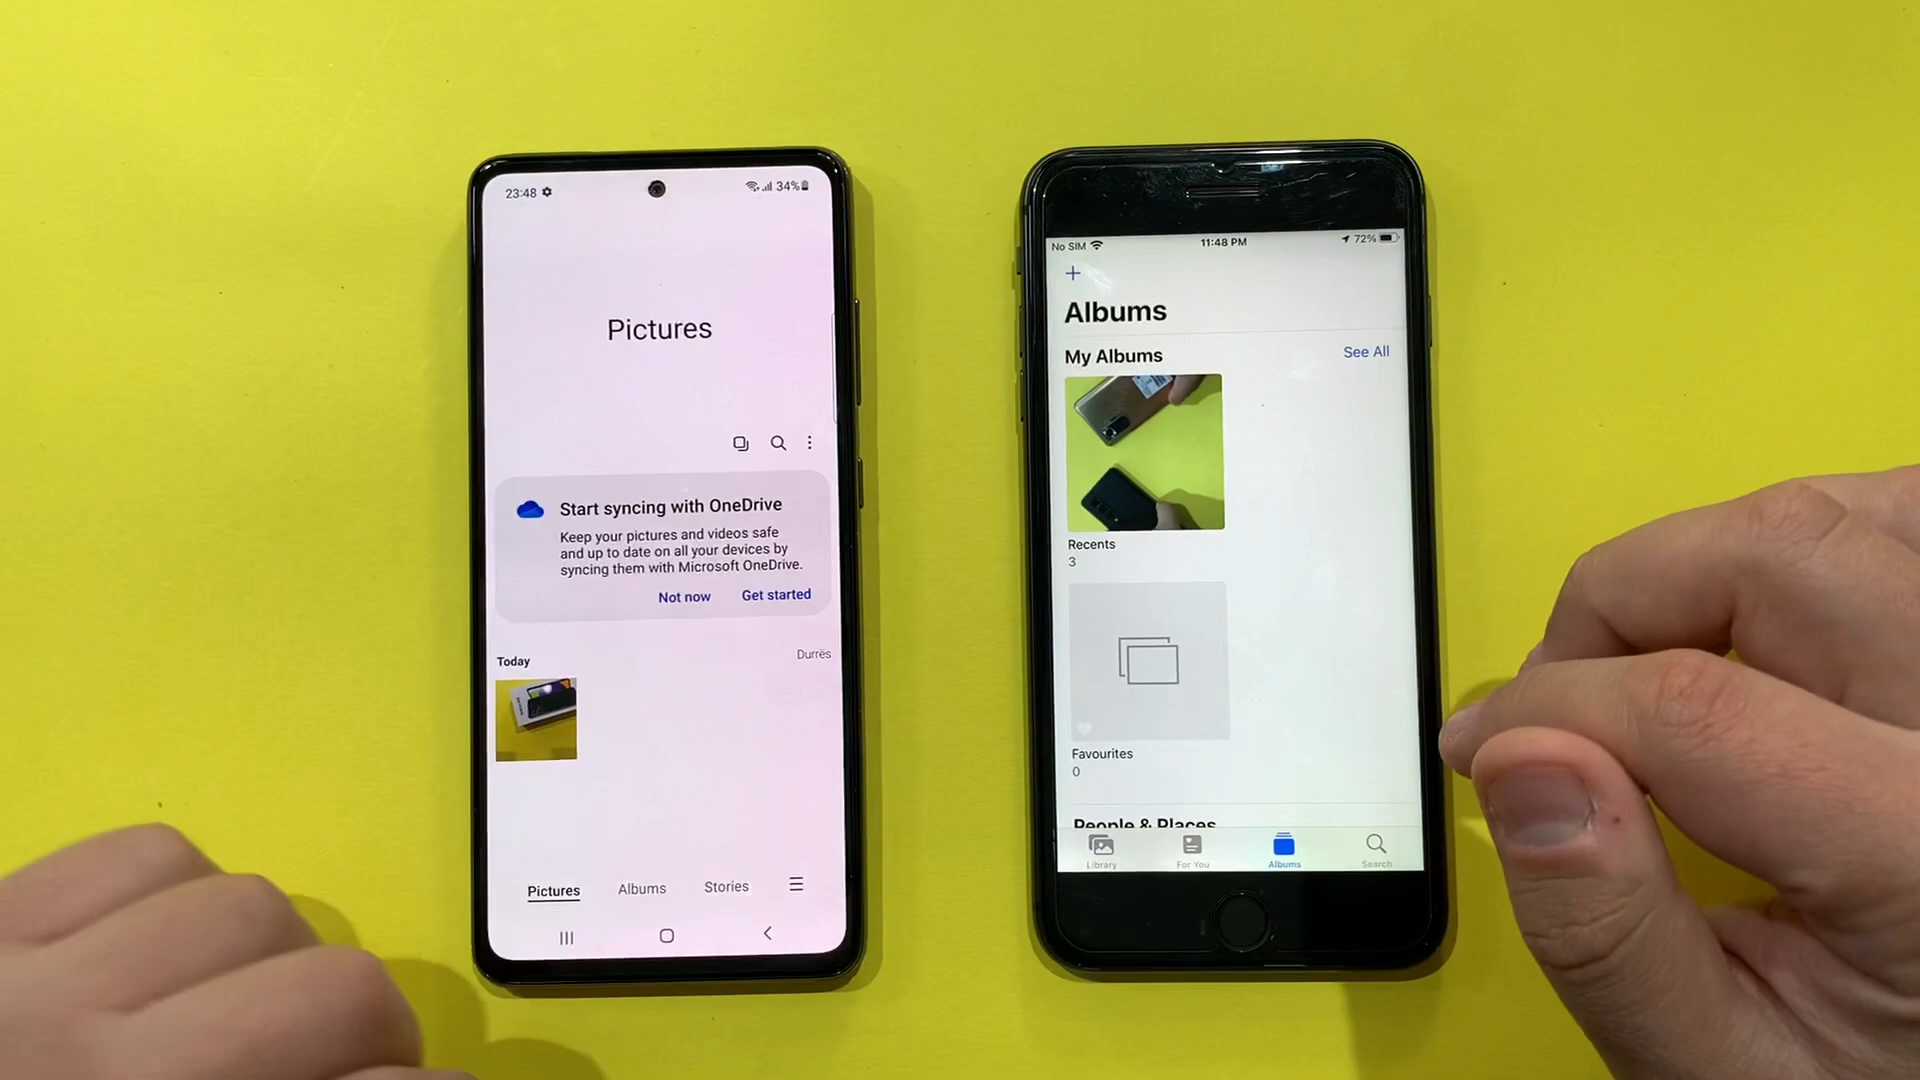 23:48
34%
Pictures
Start syncing with OneDrive
Keep your pictures and videos safe
and up to date on all your devices by
syncing them with Microsoft OneDrive.
Not now Get started
Today Durrës
Pictures Albums Stories
No SIM 11:48 PM 72%
+
Albums
My Albums See All
Recents
3
Favourites
0
People & Places
Library For You Albums Search